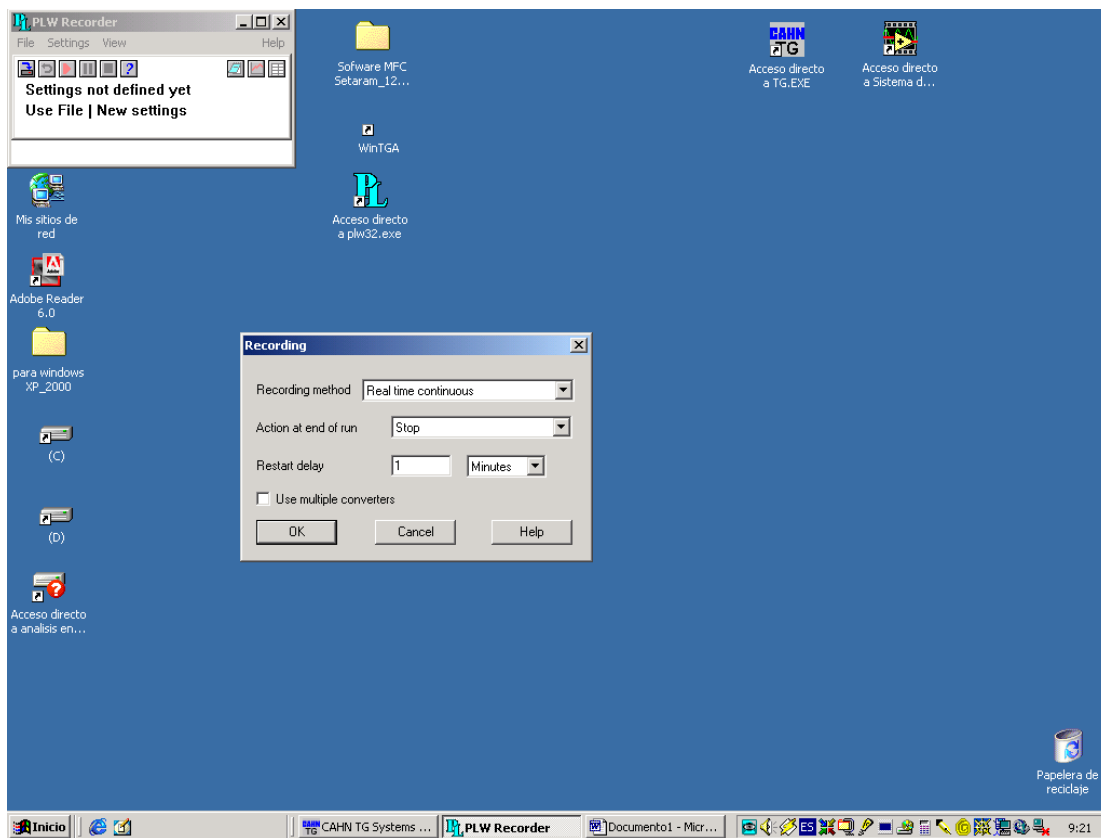 PLW Recorder
File Settings View Help
Settings not defined yet
Use File | New settings
Sofware MFC
Setaram_12...
WinTGA
Acceso directo
a plw32.exe
CAHN
TG
Acceso directo
a TG.EXE
Acceso directo
a Sistema d...
Mis sitios de
red
Adobe Reader
6.0
para windows
XP_2000
(C)
(D)
Acceso directo
a analisis en...
Recording
Recording method Real time continuous
Action at end of run Stop
Restart delay 1 Minutes
Use multiple converters
OK Cancel Help
Papelera de
reciclaje
Inicio CAHN TG Systems ... PLW Recorder Documento1 - Micr... ES 9:21